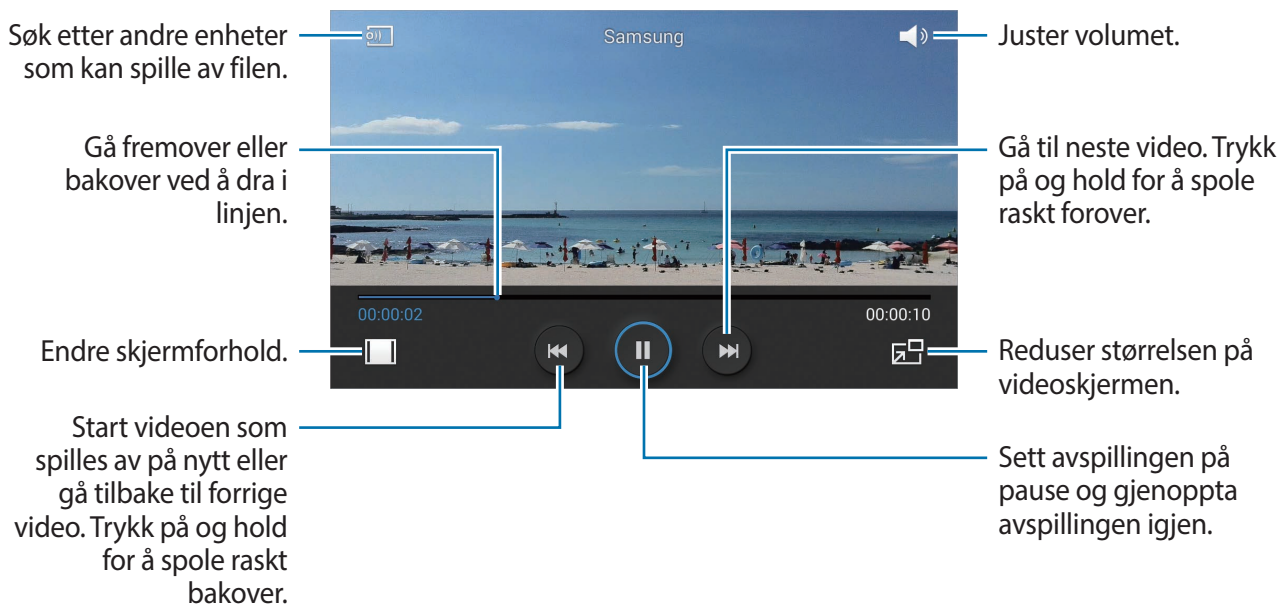 Søk etter andre enheter
som kan spille av filen.
Samsung
Juster volumet.
Gå fremover eller
bakover ved å dra i
linjen.
Gå til neste video. Trykk
på og hold for å spole
raskt forover.
00:00:02
00:00:10
Endre skjermforhold.
Reduser størrelsen på
videoskjermen.
Start videoen som
spilles av på nytt eller
gå tilbake til forrige
video. Trykk på og hold
for å spole raskt
bakover.
Sett avspillingen på
pause og gjenoppta
avspillingen igjen.